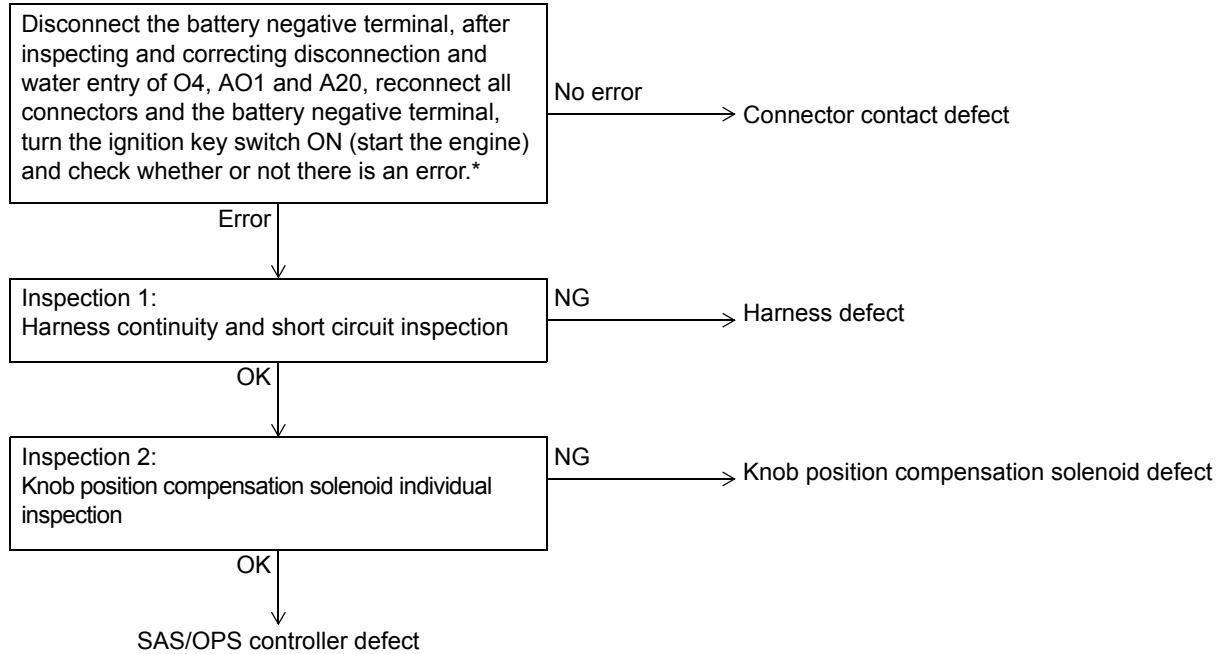 Disconnect the battery negative terminal, after
inspecting and correcting disconnection and
water entry of O4, AO1 and A20, reconnect all
connectors and the battery negative terminal,
turn the ignition key switch ON (start the engine)
and check whether or not there is an error.*
No error
Connector contact defect
Error
Inspection 1:
Harness continuity and short circuit inspection
NG
Harness defect
OK
Inspection 2:
Knob position compensation solenoid individual
inspection
NG
Knob position compensation solenoid defect
OK
SAS/OPS controller defect